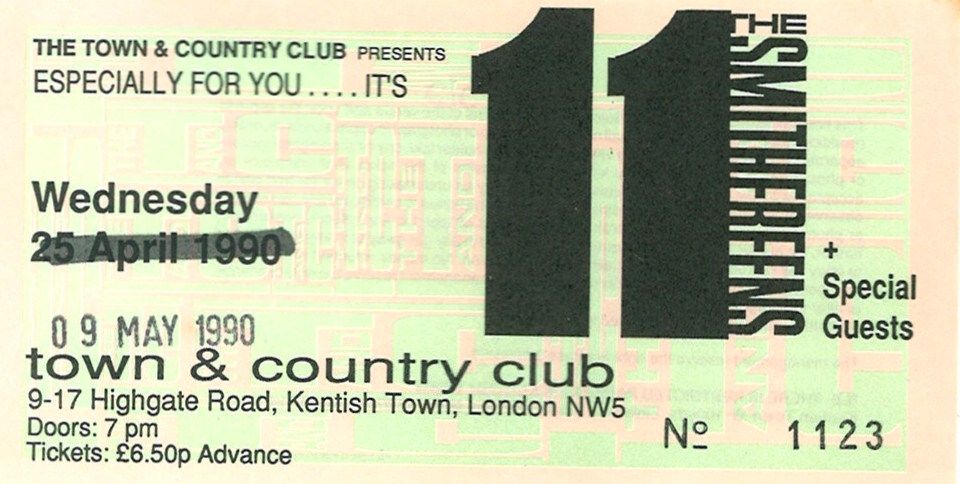 THE TOWN & COUNTRY CLUB PRESENTS
ESPECIALLY FOR YOU .... IT'S
11
THE
SMITHEREENS
Wednesday
25 April 1990
+
Special
Guests
09 MAY 1990
town & country club
9-17 Highgate Road, Kentish Town, London NW5
Doors: 7 pm
Tickets: £6.50p Advance
Nº 1123